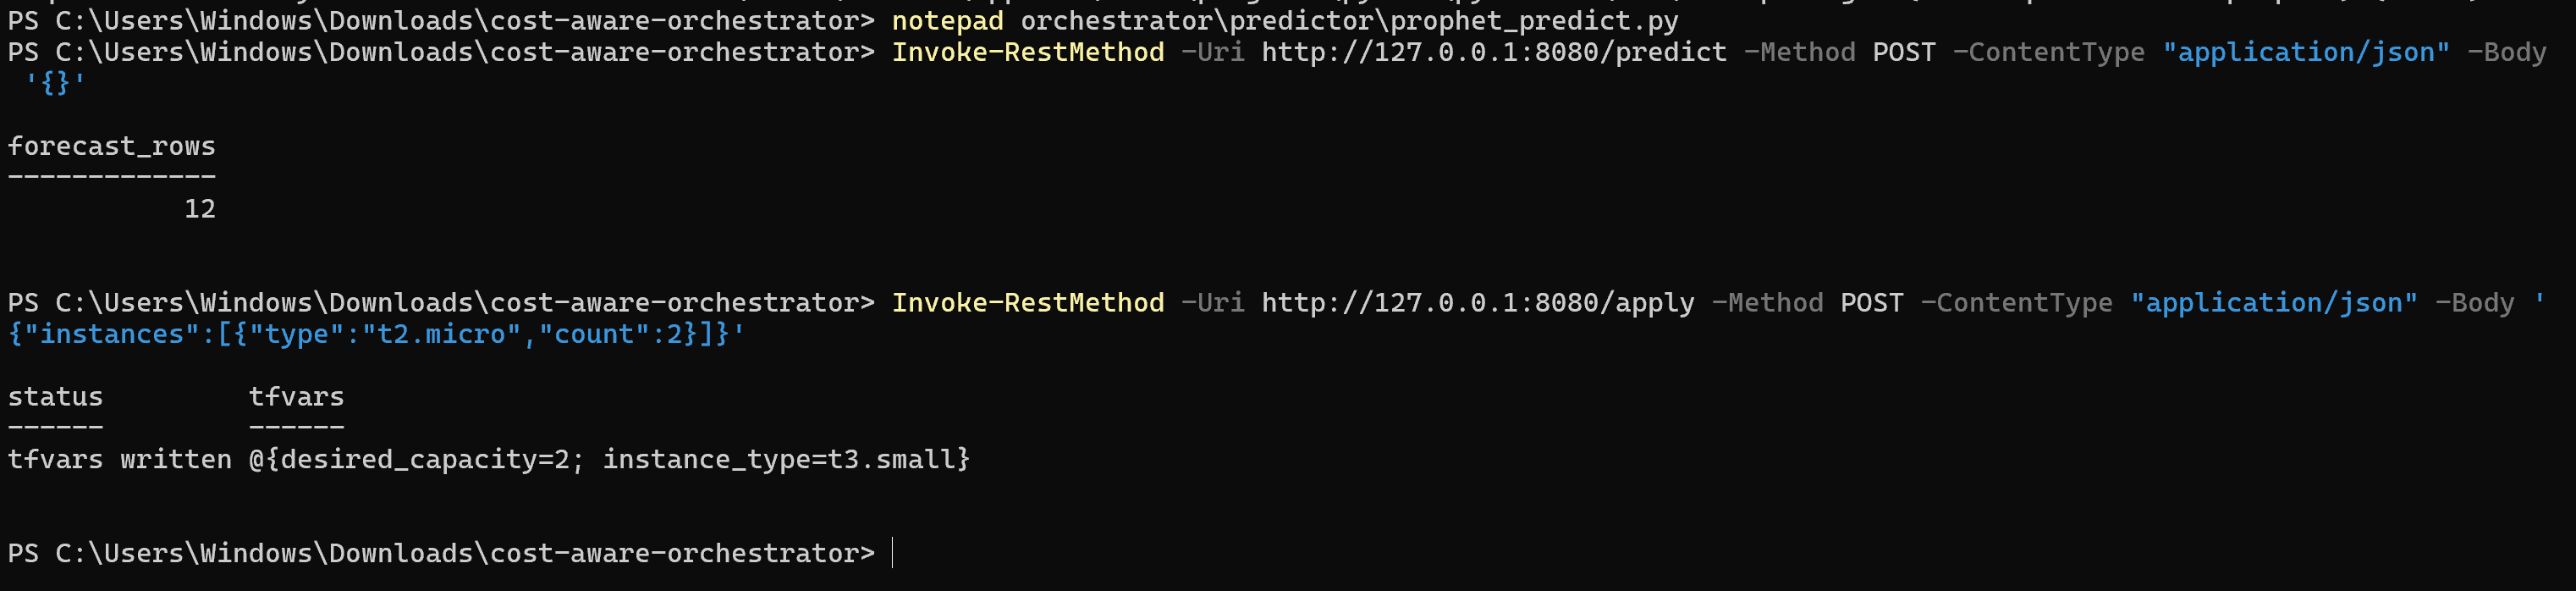 PS C:\Users\Windows\Downloads\cost-aware-orchestrator> notepad orchestrator\predictor\prophet_predict.py
PS C:\Users\Windows\Downloads\cost-aware-orchestrator> Invoke-RestMethod -Uri http://127.0.0.1:8080/predict -Method POST -ContentType "application/json" -Body
 '{}'
forecast_rows
-------------
           12
PS C:\Users\Windows\Downloads\cost-aware-orchestrator> Invoke-RestMethod -Uri http://127.0.0.1:8080/apply -Method POST -ContentType "application/json" -Body '
{"instances":[{"type":"t2.micro","count":2}]}'
status         tfvars
------         ------
tfvars written @{desired_capacity=2; instance_type=t3.small}
PS C:\Users\Windows\Downloads\cost-aware-orchestrator>